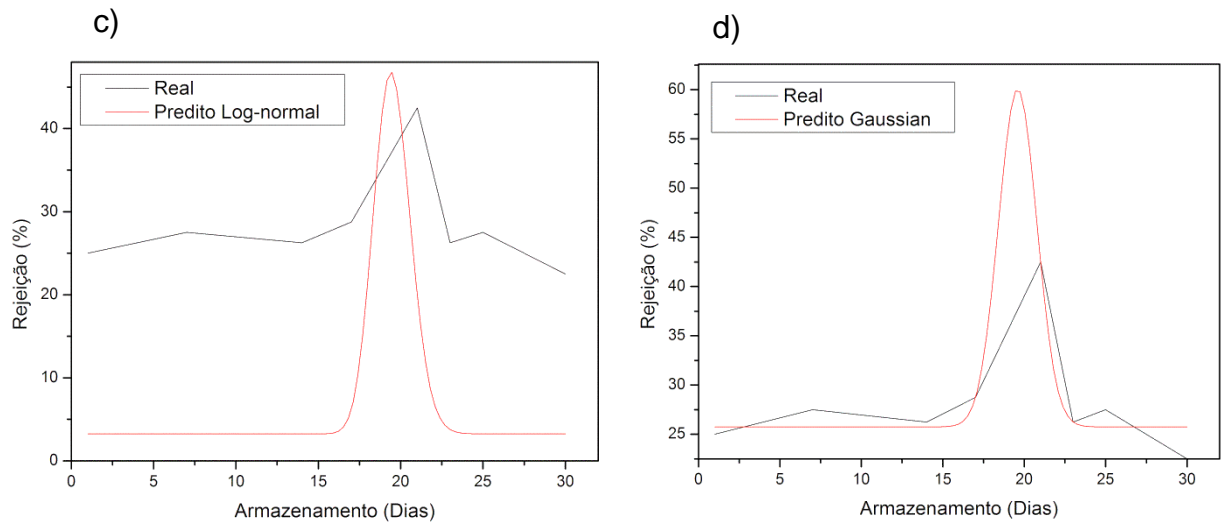 c)
Real
Predito Log-normal
40
30
20
10
0
Rejeição (%)
0 5 10 15 20 25 30
Armazenamento (Dias)
d)
Real
Predito Gaussian
60
55
50
45
40
35
30
25
Rejeição (%)
0 5 10 15 20 25 30
Armazenamento (Dias)